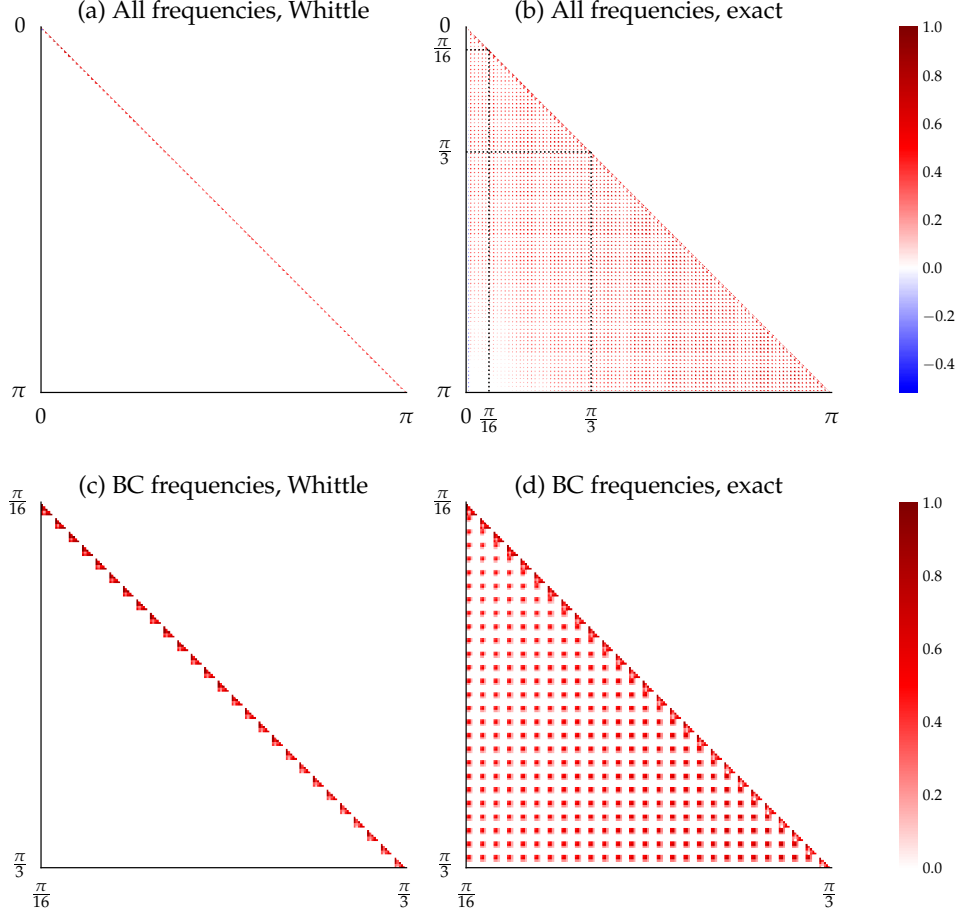 (a) All frequencies, Whittle
(b) All frequencies, exact
0
π
0
π
0
π/16
π/3
π
0 π/16 π/3 π
1.0
0.8
0.6
0.4
0.2
0.0
−0.2
−0.4
(c) BC frequencies, Whittle
(d) BC frequencies, exact
π/16
π/3
π/16 π/3
π/16
π/3
π/16 π/3
1.0
0.8
0.6
0.4
0.2
0.0